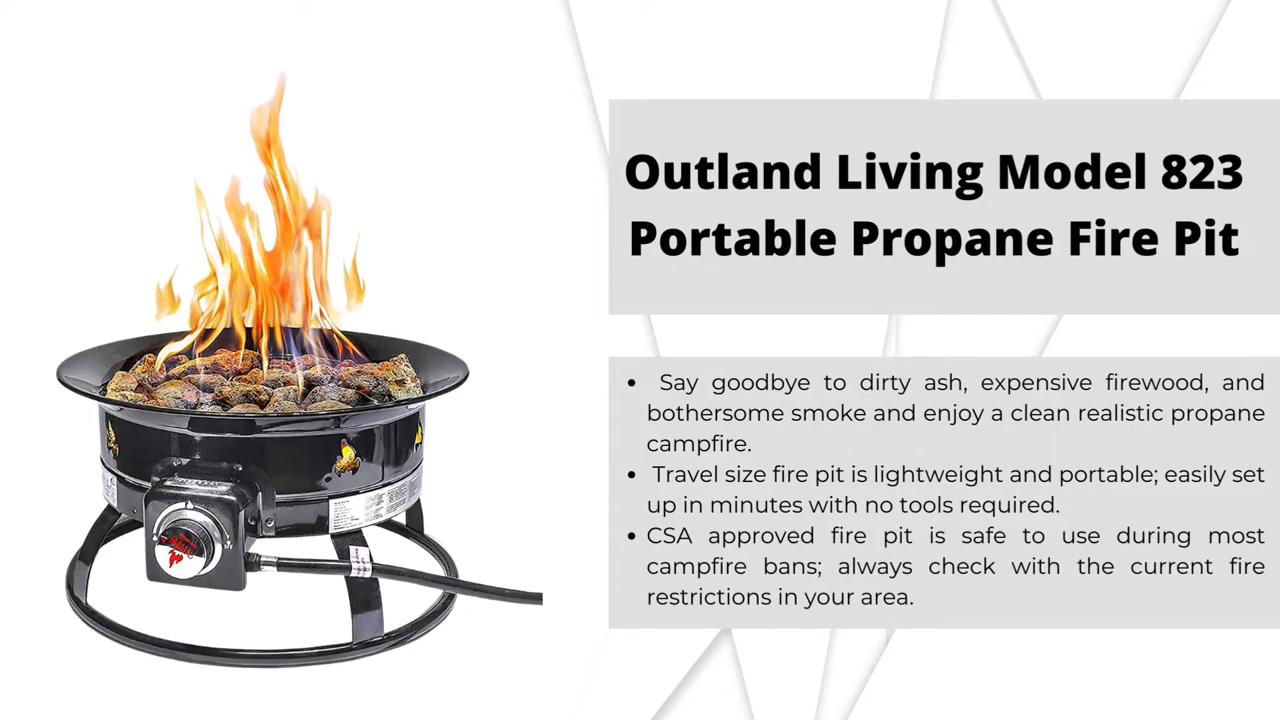 Outland Living Model 823
Portable Propane Fire Pit
• Say goodbye to dirty ash, expensive firewood, and
bothersome smoke and enjoy a clean realistic propane
campfire.
• Travel size fire pit is lightweight and portable; easily set
up in minutes with no tools required.
• CSA approved fire pit is safe to use during most
campfire bans; always check with the current fire
restrictions in your area.
OFF